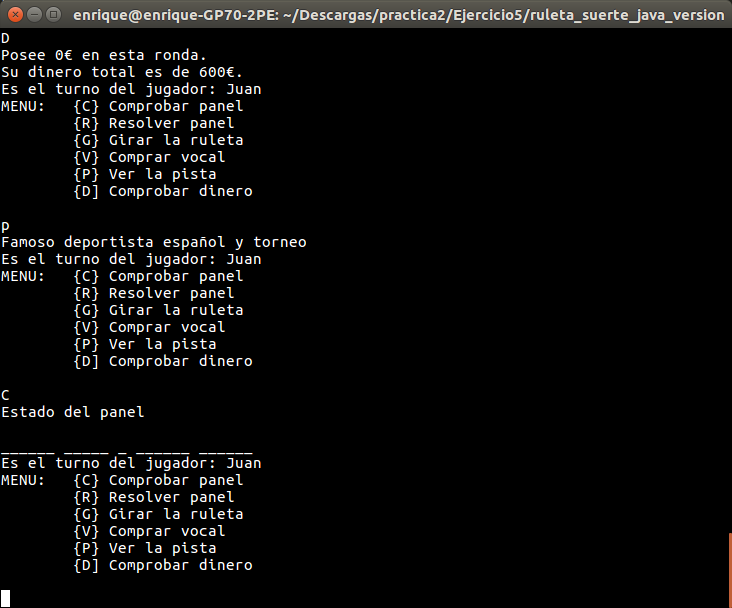 enrique@enrique-GP70-2PE: ~/Descargas/practica2/Ejercicio5/ruleta_suerte_java_version
D
Posee 0€ en esta ronda.
Su dinero total es de 600€.
Es el turno del jugador: Juan
MENU:   {C} Comprobar panel
        {R} Resolver panel
        {G} Girar la ruleta
        {V} Comprar vocal
        {P} Ver la pista
        {D] Comprobar dinero

p
Famoso deportista español y torneo
Es el turno del jugador: Juan
MENU:   {C} Comprobar panel
        {R} Resolver panel
        {G} Girar la ruleta
        {V} Comprar vocal
        {P} Ver la pista
        {D] Comprobar dinero

C
Estado del panel

______ _____ _ ______ ______
Es el turno del jugador: Juan
MENU:   {C} Comprobar panel
        {R} Resolver panel
        {G} Girar la ruleta
        {V} Comprar vocal
        {P} Ver la pista
        {D] Comprobar dinero